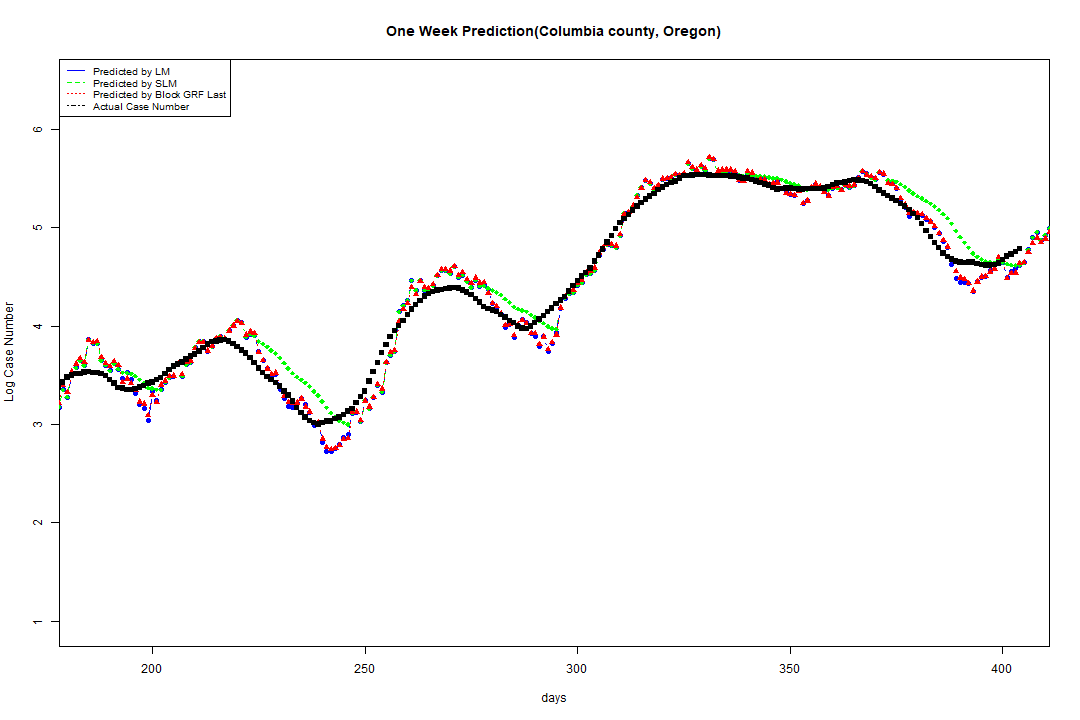 One Week Prediction(Columbia county, Oregon)
Predicted by LM
Predicted by SLM
Predicted by Block GRF Last
Actual Case Number
6
5
4
3
2
1
Log Case Number
200 250 300 350 400
days